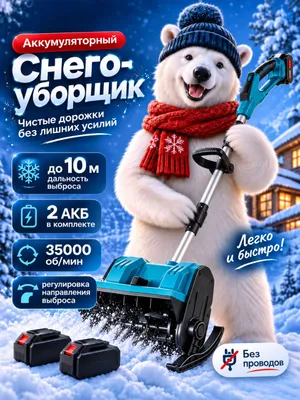 Аккумуляторный
Снего-
уборщик
Чистые дорожки
без лишних усилий
до 10 м
дальность
выброса
2 АКБ
в комплекте
35000
об/мин
регулировка
направления
выброса
Легко
и быстро!
Без
проводов